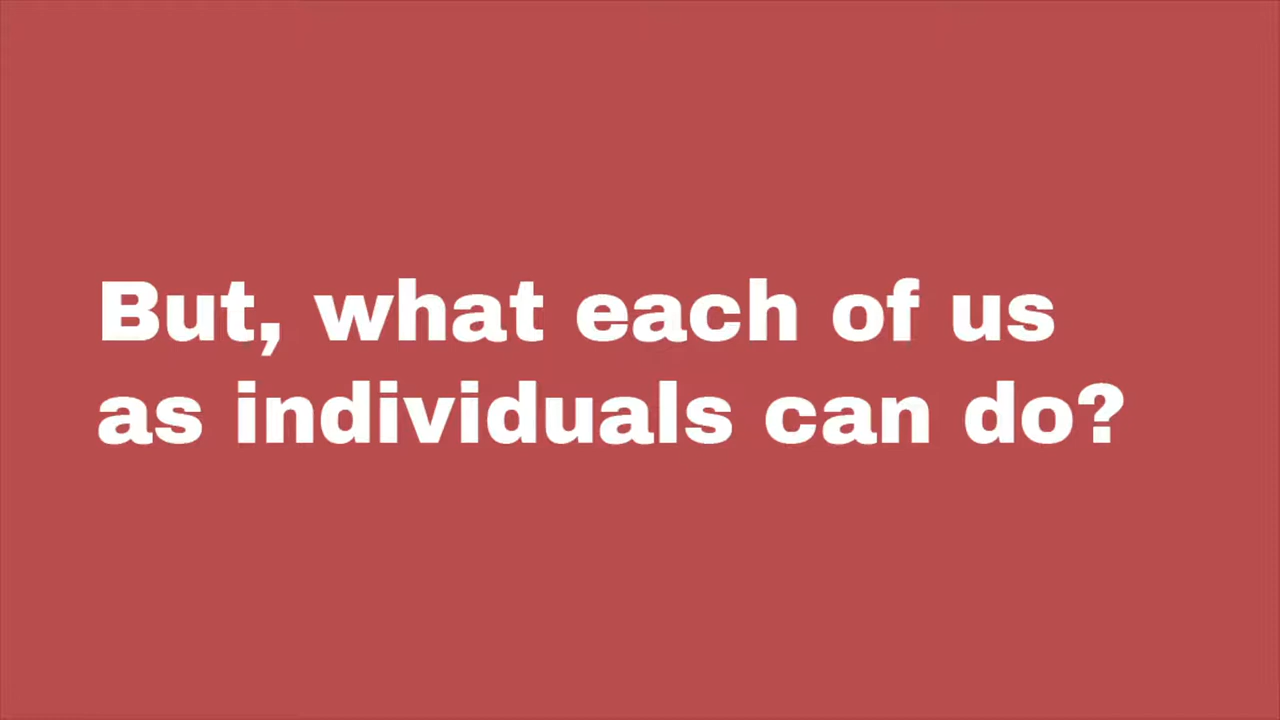 But, what each of us
as individuals can do?